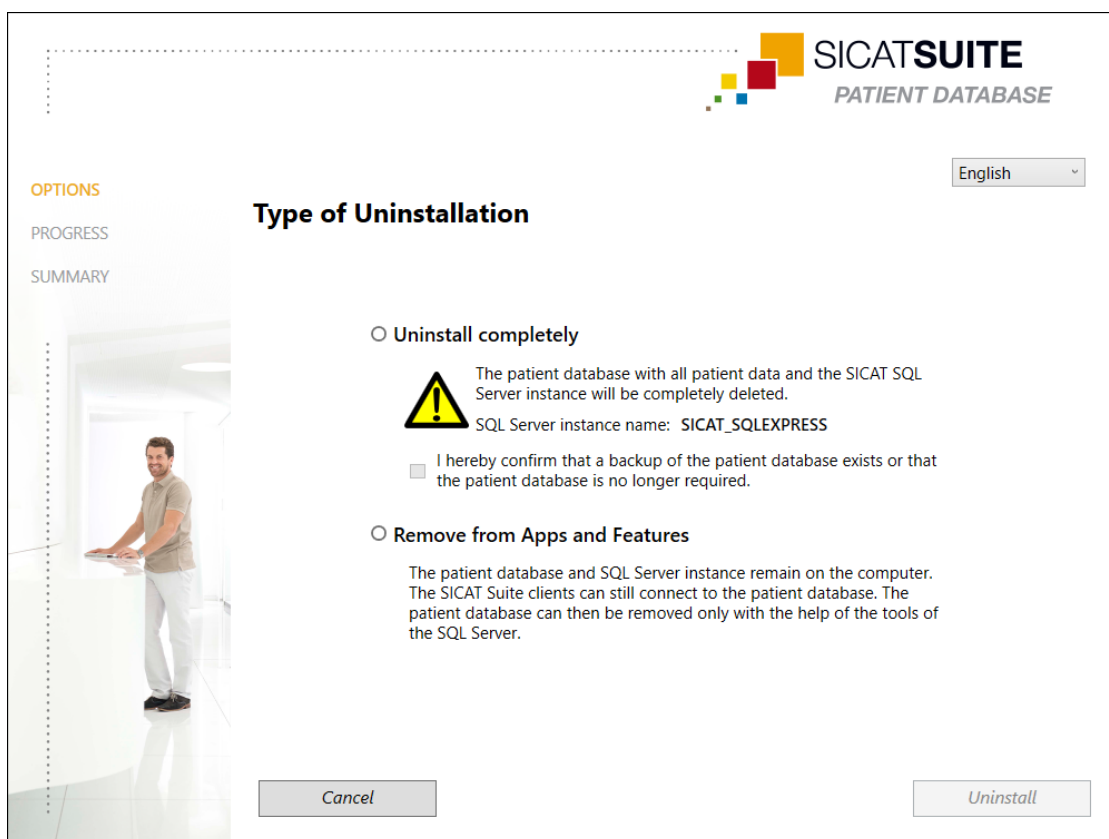 SICATSUITE
PATIENT DATABASE
English
OPTIONS
PROGRESS
SUMMARY
Type of Uninstallation
Uninstall completely
The patient database with all patient data and the SICAT SQL
Server instance will be completely deleted.
SQL Server instance name: SICAT_SQLEXPRESS
I hereby confirm that a backup of the patient database exists or that
the patient database is no longer required.
Remove from Apps and Features
The patient database and SQL Server instance remain on the computer.
The SICAT Suite clients can still connect to the patient database. The
patient database can then be removed only with the help of the tools of
the SQL Server.
Cancel
Uninstall